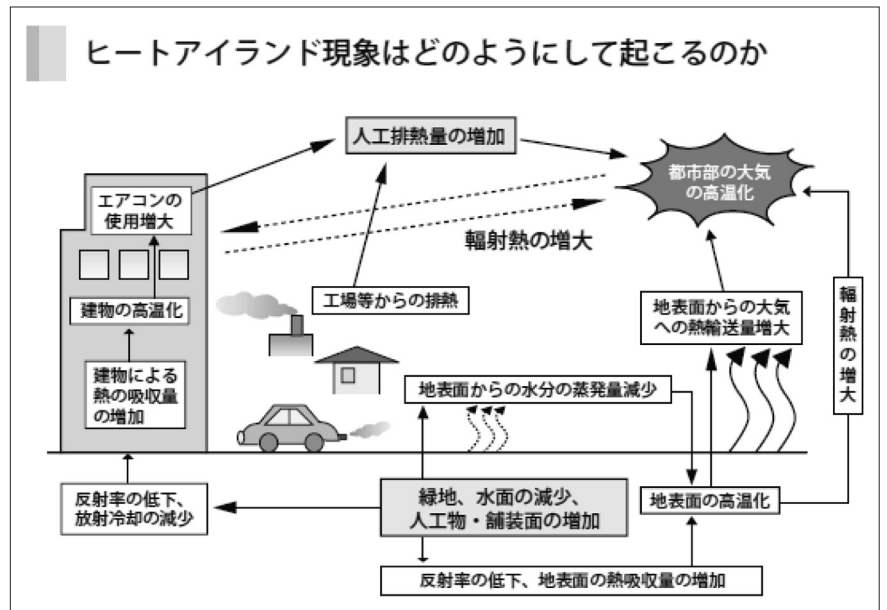 ヒートアイランド現象はどのようにして起こるのか
人工排熱量の増加
都市部の大気
の高温化
エアコンの
使用増大
輻射熱の増大
建物の高温化
工場等からの排熱
地表面からの大気
への熱輸送量増大
輻射熱の増大
建物による
熱の吸収量
の増加
地表面からの水分の蒸発量減少
反射率の低下、
放射冷却の減少
緑地、水面の減少、
人工物・舗装面の増加
地表面の高温化
反射率の低下、地表面の熱吸収量の増加